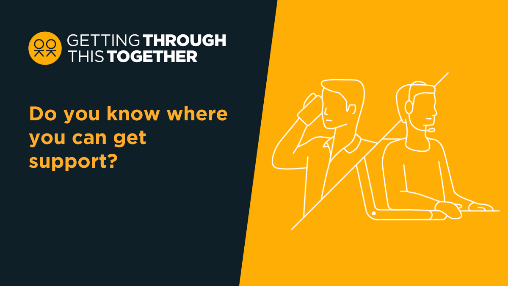 GETTING THROUGH
THIS TOGETHER
Do you know where
you can get
support?